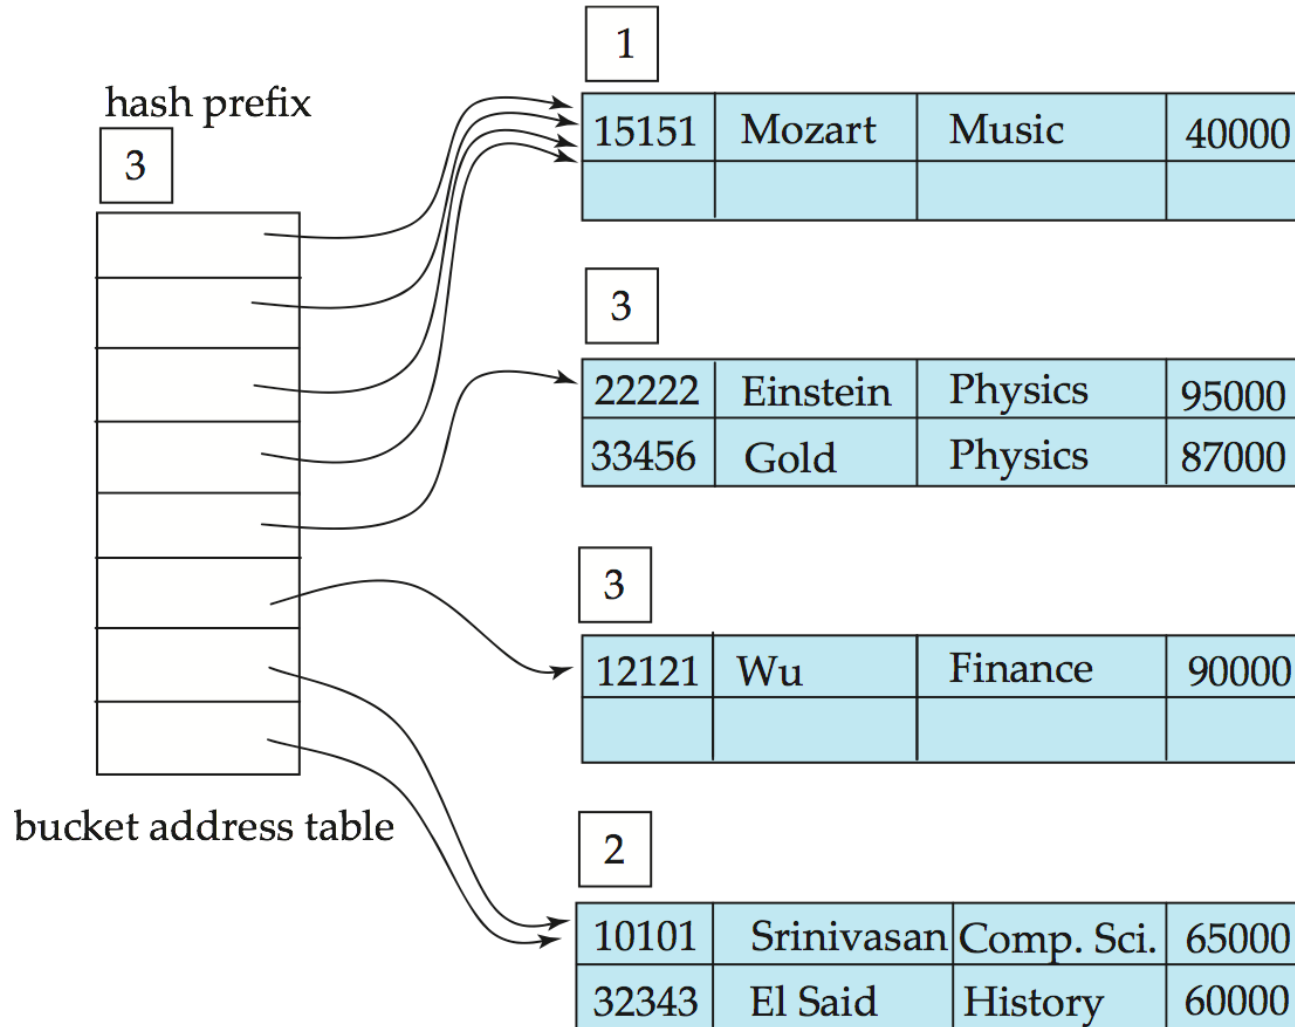 hash prefix
3
bucket address table
1
15151 Mozart Music 40000
3
22222 Einstein Physics 95000
33456 Gold Physics 87000
3
12121 Wu Finance 90000
2
10101 Srinivasan Comp. Sci. 65000
32343 El Said History 60000